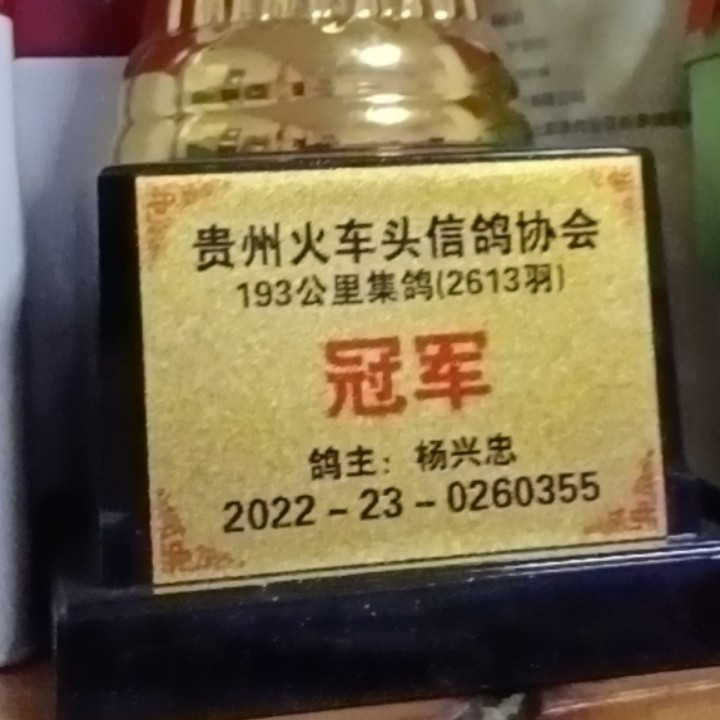 贵州火车头信鸽协会
193公里集鸽(2613羽)
冠军
鸽主：杨兴忠
2022-23-0260355